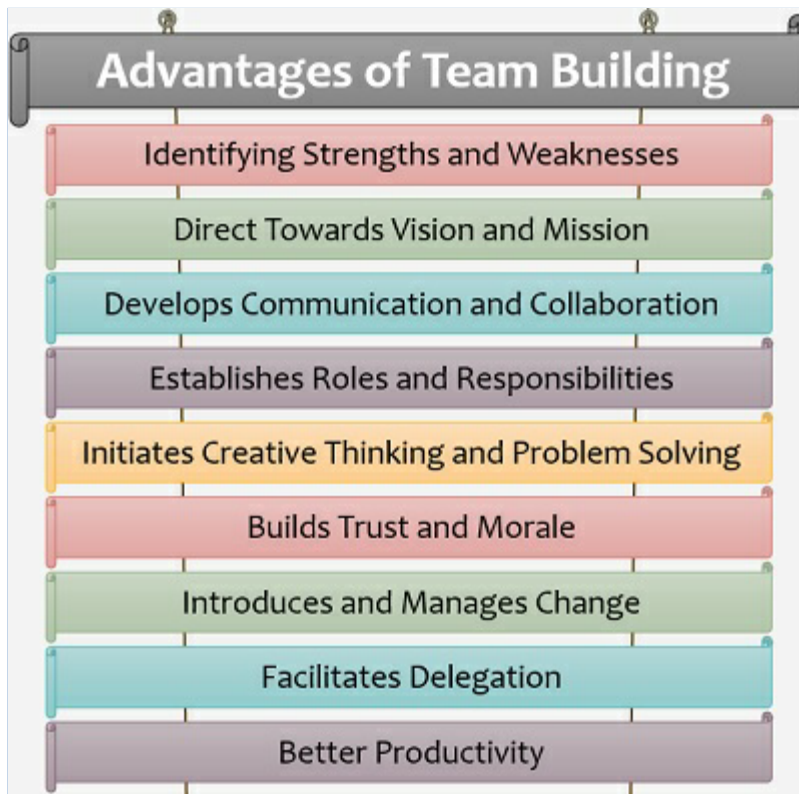 Advantages of Team Building
Identifying Strengths and Weaknesses
Direct Towards Vision and Mission
Develops Communication and Collaboration
Establishes Roles and Responsibilities
Initiates Creative Thinking and Problem Solving
Builds Trust and Morale
Introduces and Manages Change
Facilitates Delegation
Better Productivity